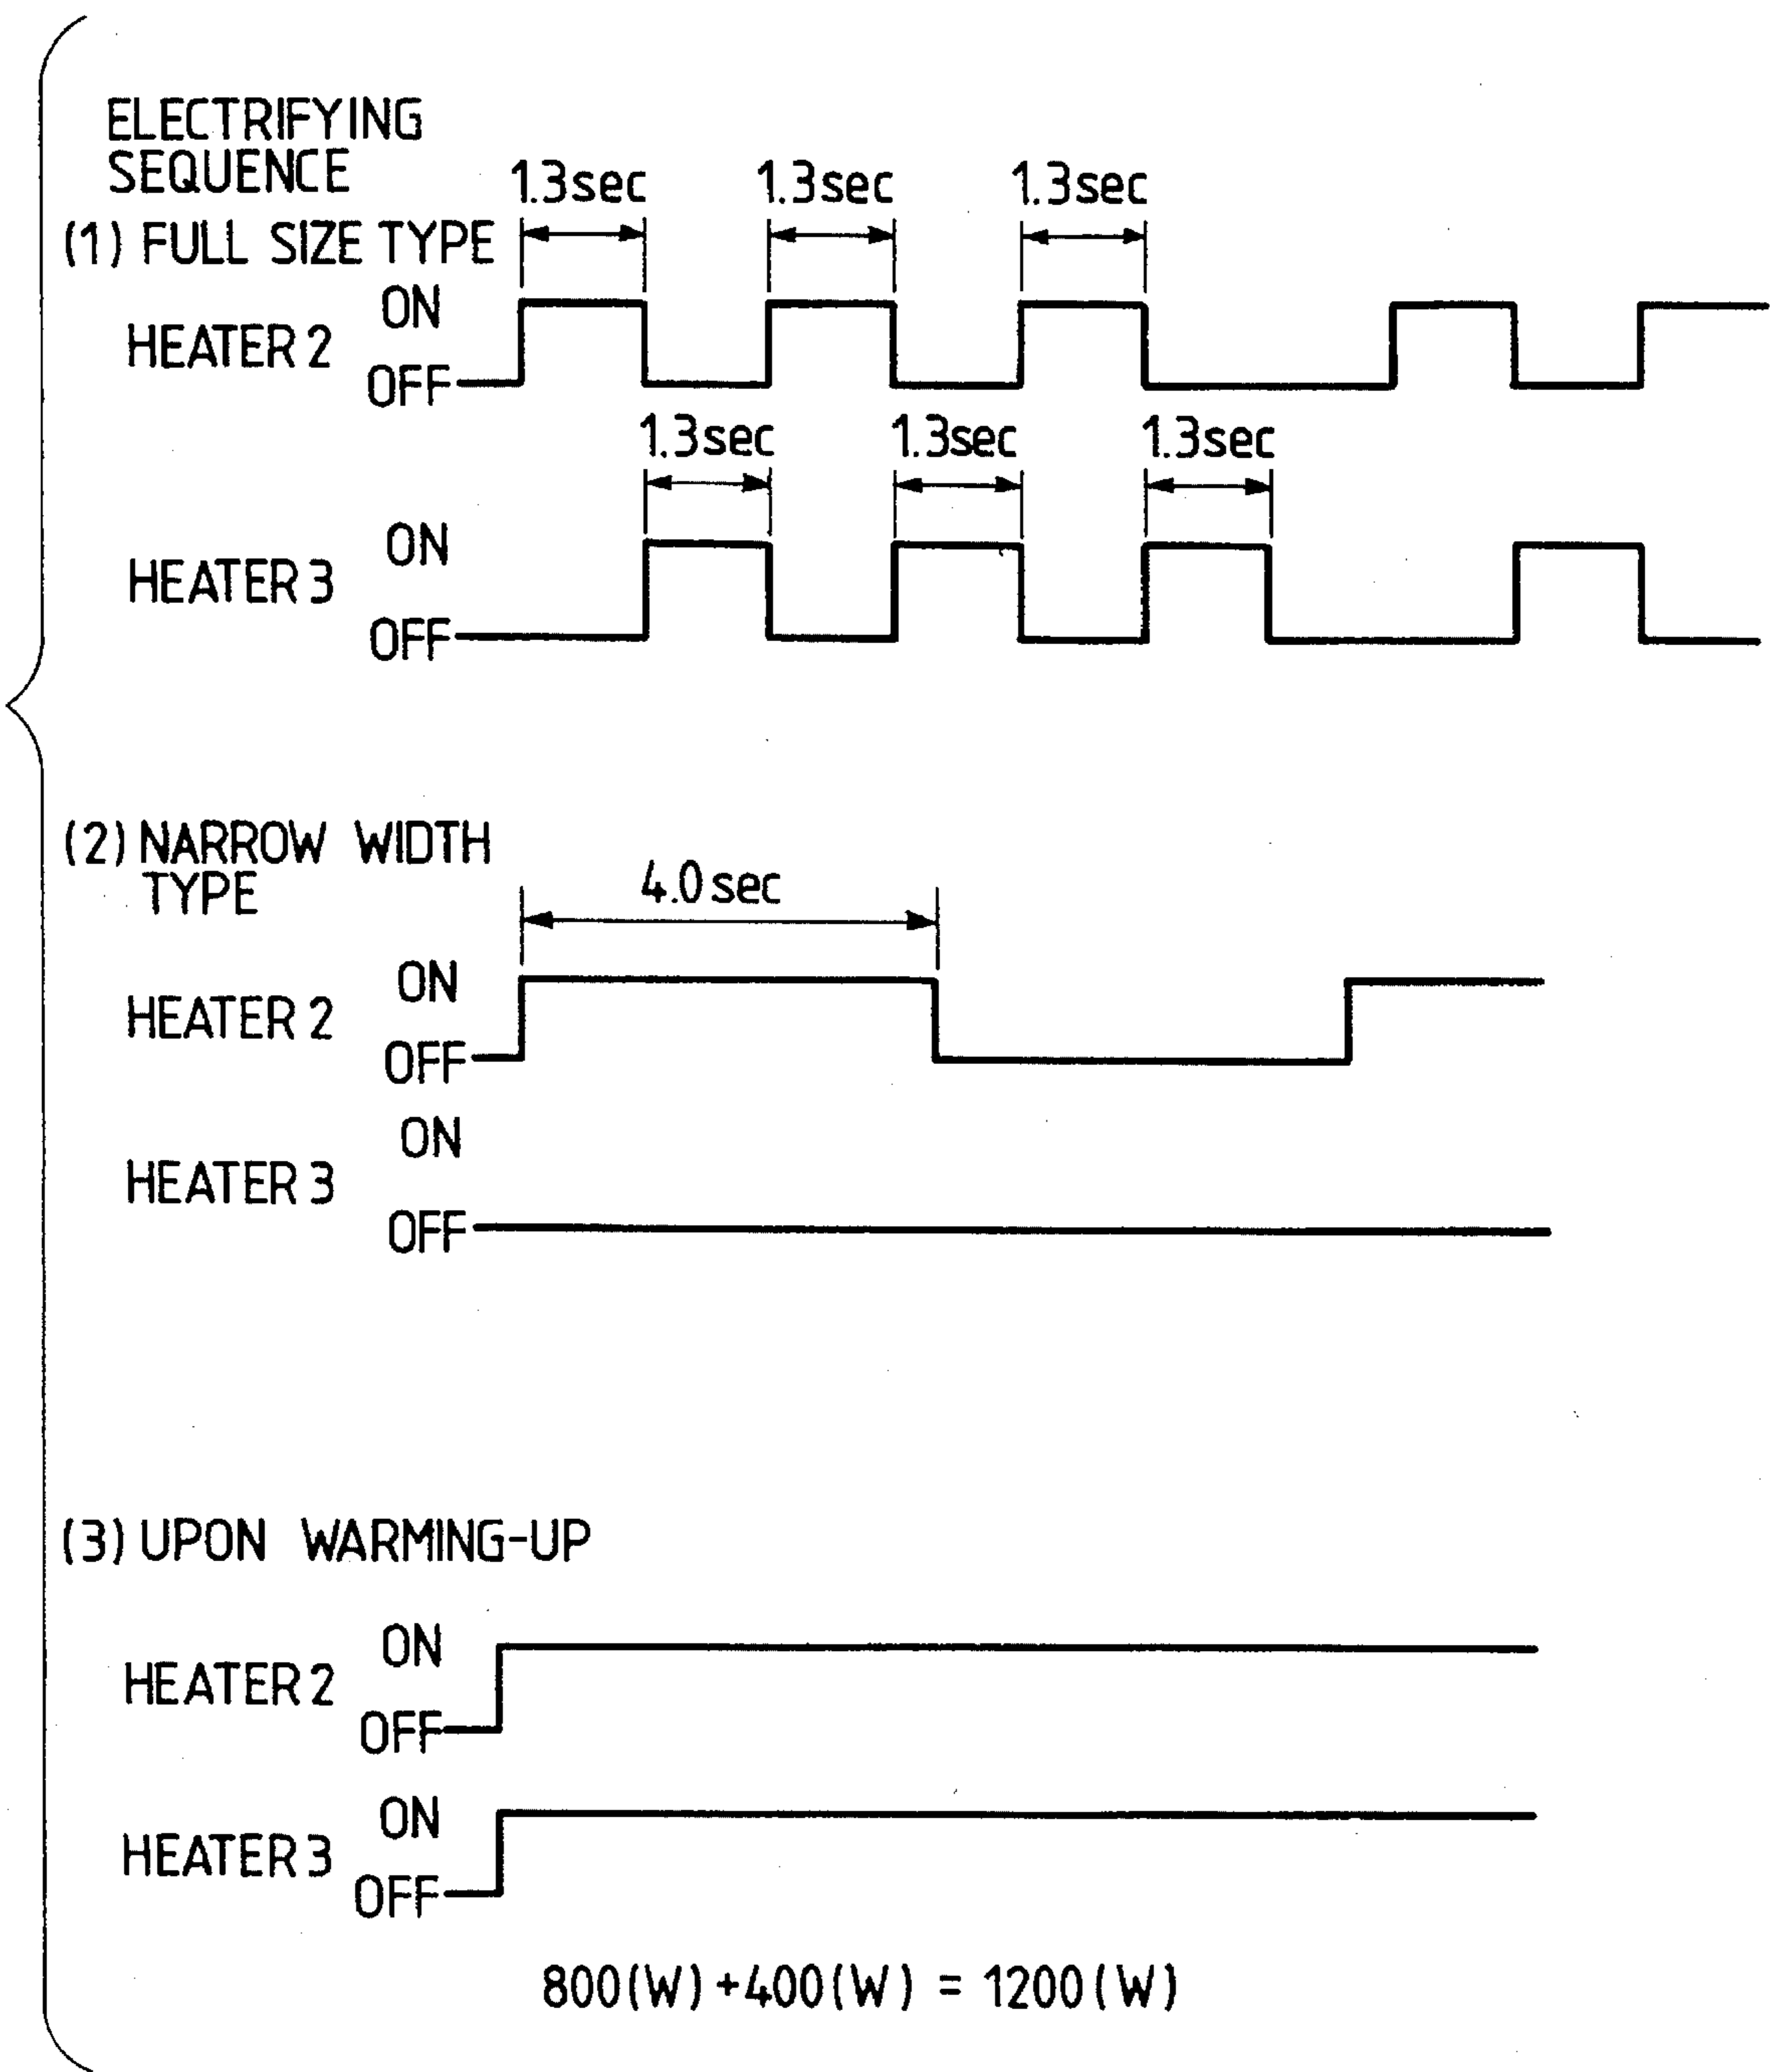 ELECTRIFYING
SEQUENCE
1.3sec 1.3sec 1.3sec
(1) FULL SIZE TYPE
ON
HEATER 2
OFF
1.3sec 1.3sec 1.3sec
ON
HEATER 3
OFF
(2) NARROW WIDTH
TYPE
4.0sec
ON
HEATER 2
OFF
ON
HEATER 3
OFF
(3) UPON WARMING-UP
ON
HEATER 2
OFF
ON
HEATER 3
OFF
800(W)+400(W) = 1200(W)